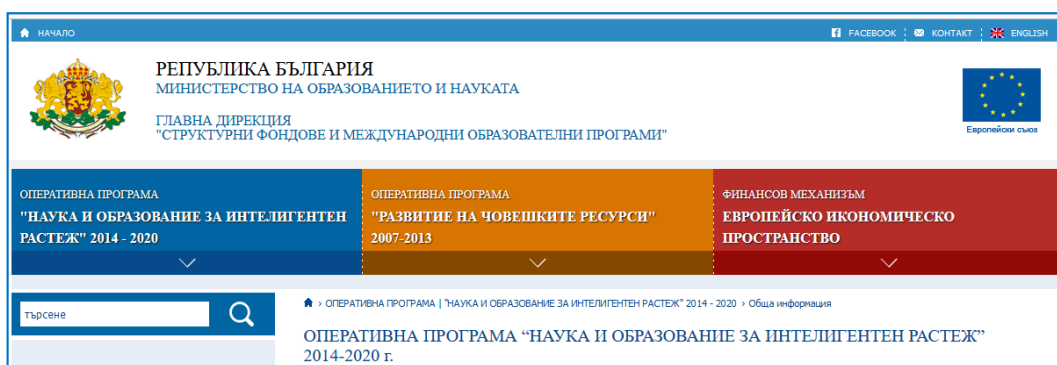 НАЧАЛО
FACEBOOK
КОНТАКТ
ENGLISH
РЕПУБЛИКА БЪЛГАРИЯ
МИНИСТЕРСТВО НА ОБРАЗОВАНИЕТО И НАУКАТА
ГЛАВНА ДИРЕКЦИЯ
"СТРУКТУРНИ ФОНДОВЕ И МЕЖДУНАРОДНИ ОБРАЗОВАТЕЛНИ ПРОГРАМИ"
Европейски съюз
ОПЕРАТИВНА ПРОГРАМА
"НАУКА И ОБРАЗОВАНИЕ ЗА ИНТЕЛИГЕНТЕН
РАСТЕЖ" 2014 - 2020
ОПЕРАТИВНА ПРОГРАМА
"РАЗВИТИЕ НА ЧОВЕШКИТЕ РЕСУРСИ"
2007-2013
ФИНАНСОВ МЕХАНИЗЪМ
ЕВРОПЕЙСКО ИКОНОМИЧЕСКО
ПРОСТРАНСТВО
търсене
› ОПЕРАТИВНА ПРОГРАМА | "НАУКА И ОБРАЗОВАНИЕ ЗА ИНТЕЛИГЕНТЕН РАСТЕЖ" 2014 - 2020 › Обща информация
ОПЕРАТИВНА ПРОГРАМА “НАУКА И ОБРАЗОВАНИЕ ЗА ИНТЕЛИГЕНТЕН РАСТЕЖ”
2014-2020 г.